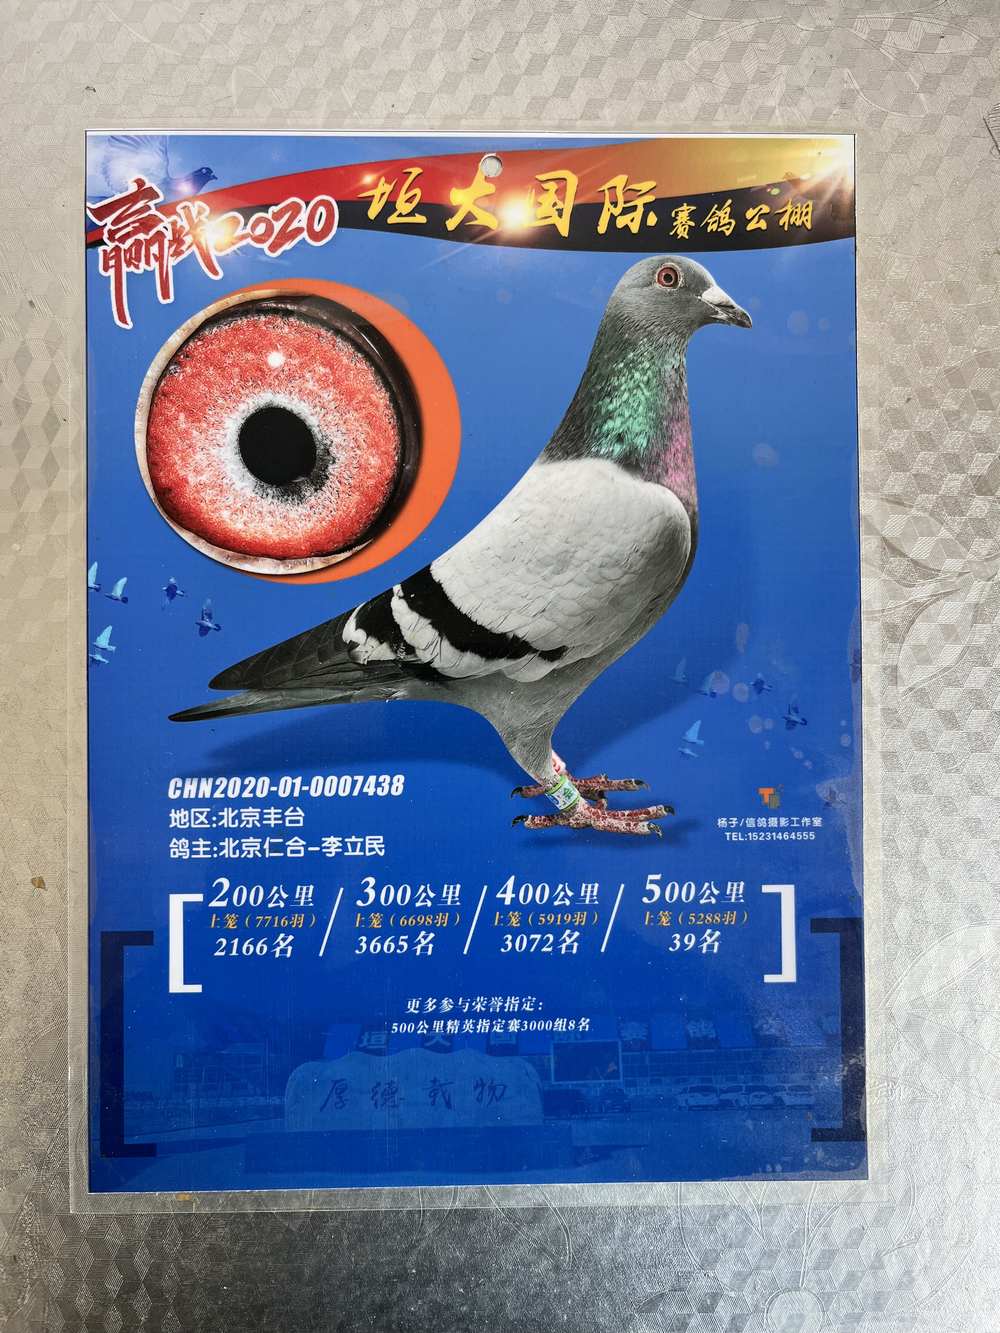 赢战2020
垣大国际 赛鸽公棚
CHN2020-01-0007438
地区:北京丰台
鸽主:北京仁合-李立民
杨子/信鸽摄影工作室
TEL:15231464555
200公里 / 300公里 / 400公里 / 500公里
上笼（7716羽） 上笼（6698羽） 上笼（5919羽） 上笼（5288羽）
2166名 3665名 3072名 39名
更多参与荣誉指定:
500公里精英指定赛3000组8名
垣大国际赛鸽
厚德载物